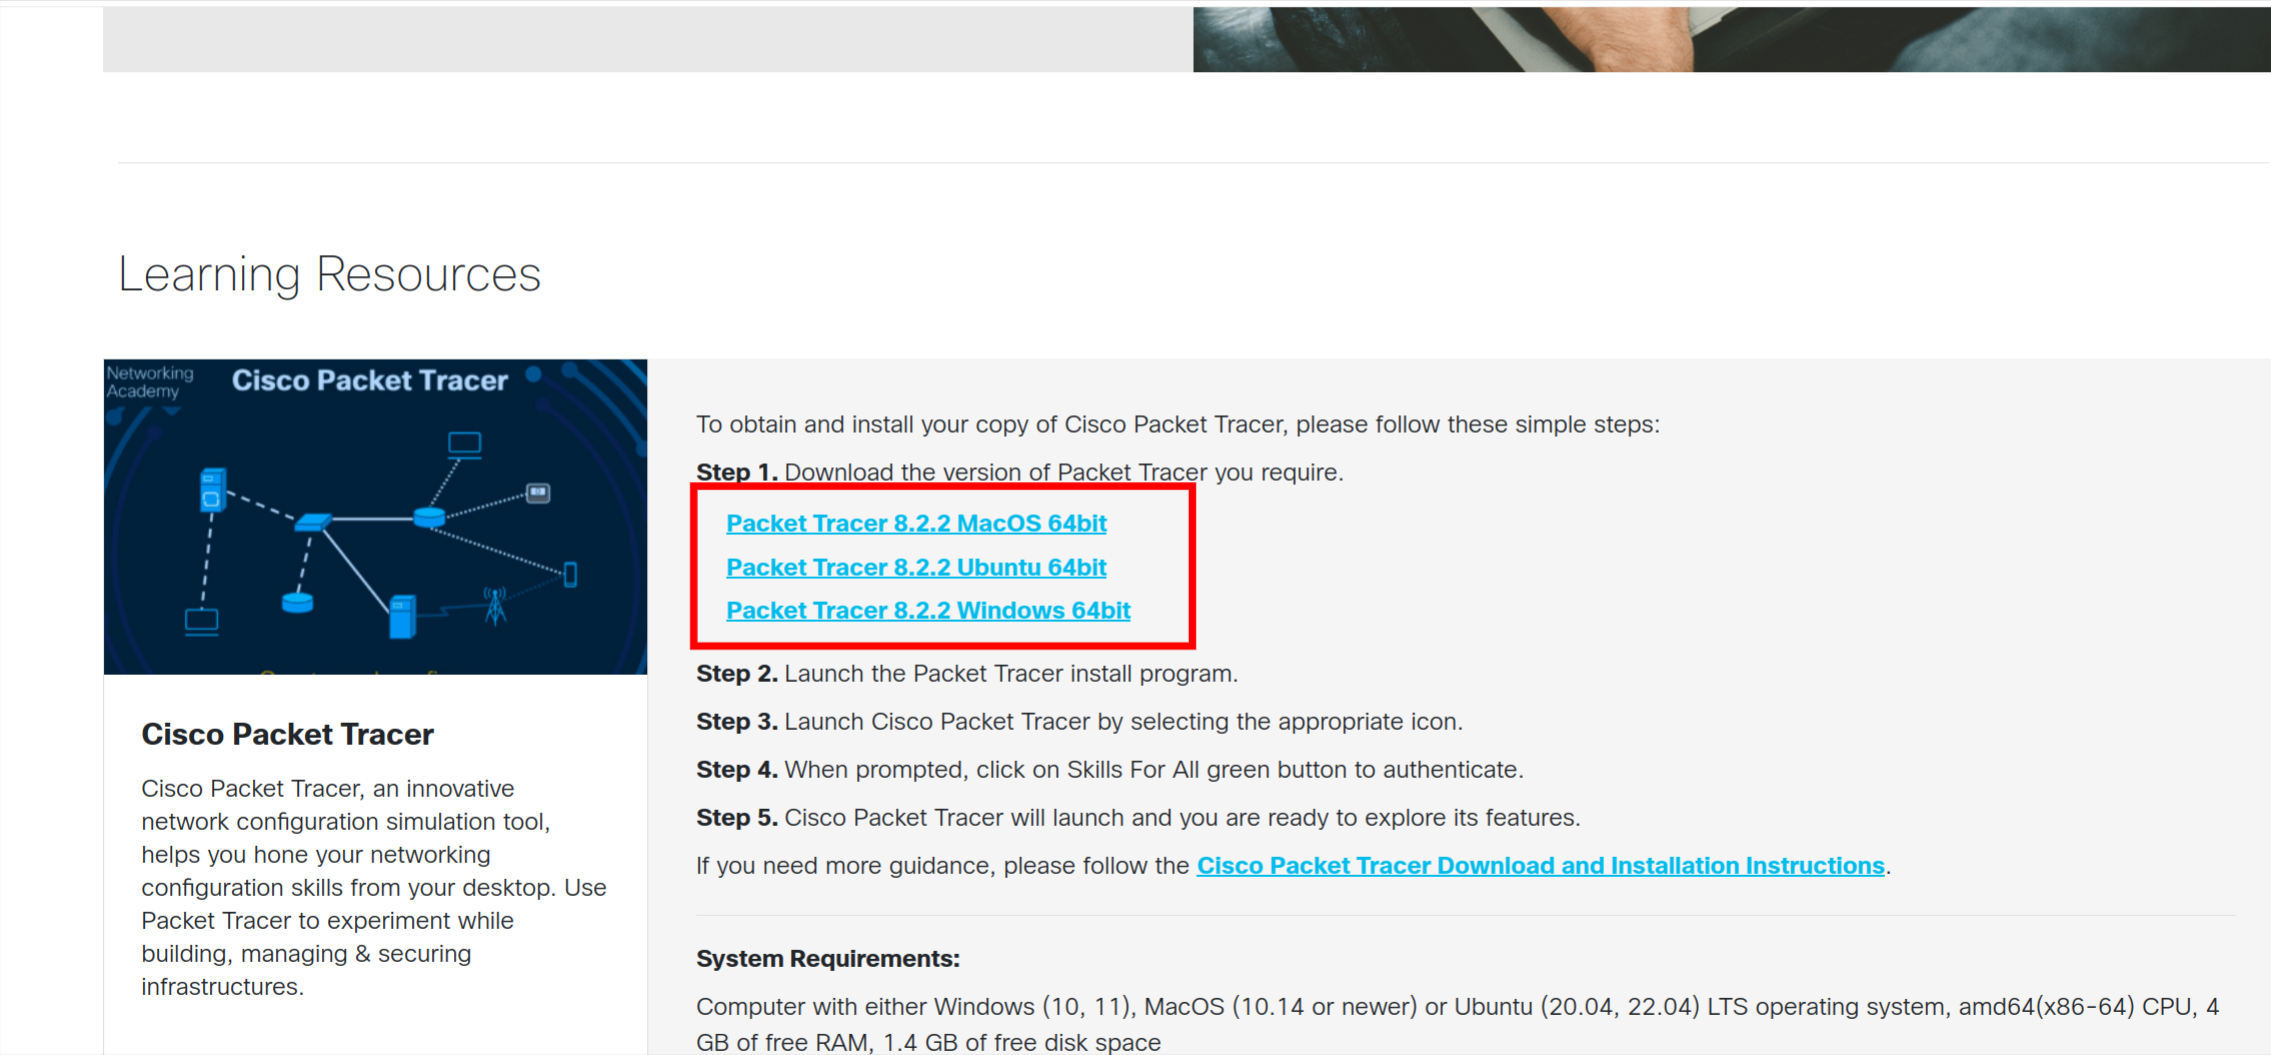 Learning Resources
Networking
Academy
Cisco Packet Tracer
Cisco Packet Tracer
Cisco Packet Tracer, an innovative
network configuration simulation tool,
helps you hone your networking
configuration skills from your desktop. Use
Packet Tracer to experiment while
building, managing & securing
infrastructures.
To obtain and install your copy of Cisco Packet Tracer, please follow these simple steps:
Step 1. Download the version of Packet Tracer you require.
Packet Tracer 8.2.2 MacOS 64bit
Packet Tracer 8.2.2 Ubuntu 64bit
Packet Tracer 8.2.2 Windows 64bit
Step 2. Launch the Packet Tracer install program.
Step 3. Launch Cisco Packet Tracer by selecting the appropriate icon.
Step 4. When prompted, click on Skills For All green button to authenticate.
Step 5. Cisco Packet Tracer will launch and you are ready to explore its features.
If you need more guidance, please follow the Cisco Packet Tracer Download and Installation Instructions.
System Requirements:
Computer with either Windows (10, 11), MacOS (10.14 or newer) or Ubuntu (20.04, 22.04) LTS operating system, amd64(x86-64) CPU, 4
GB of free RAM, 1.4 GB of free disk space